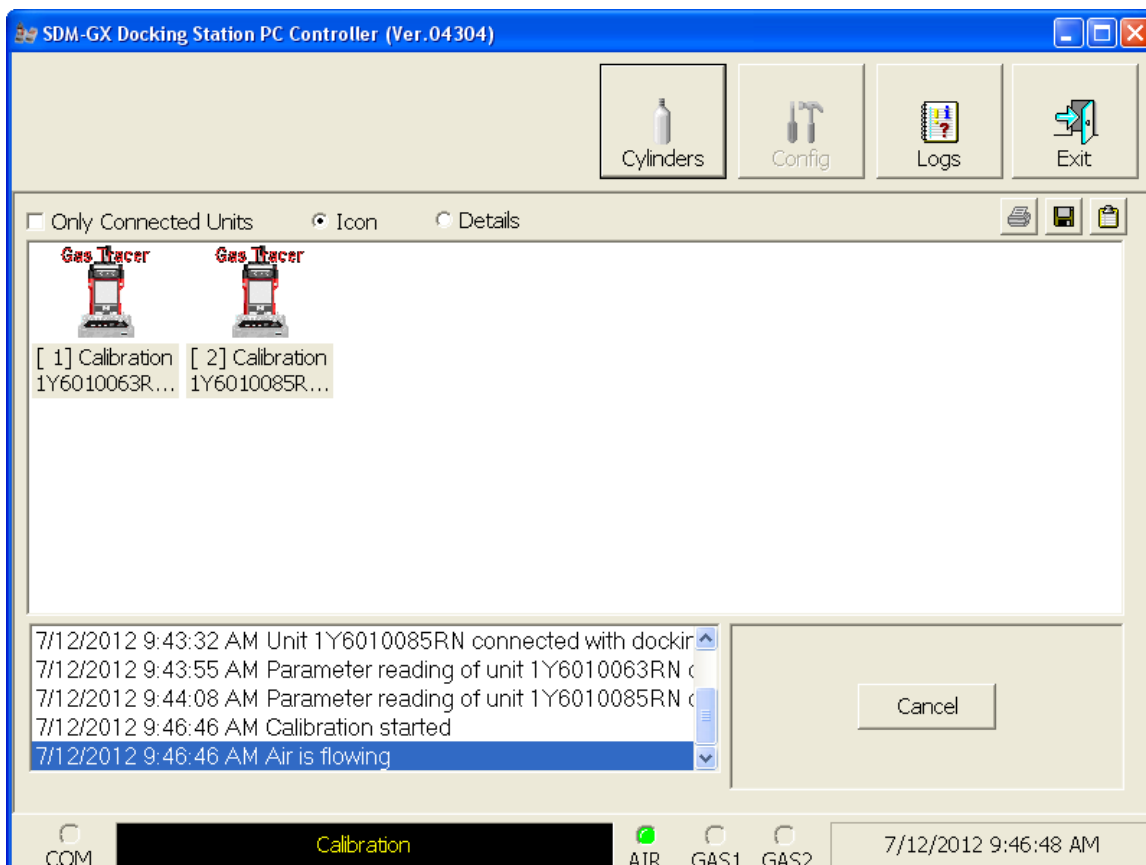 SDM-GX Docking Station PC Controller (Ver.04304)
Cylinders
Config
Logs
Exit
Only Connected Units
Icon
Details
Gas Tracer
Gas Tracer
[ 1] Calibration
1Y6010063R...
[ 2] Calibration
1Y6010085R...
7/12/2012 9:43:32 AM Unit 1Y6010085RN connected with dockin
7/12/2012 9:43:55 AM Parameter reading of unit 1Y6010063RN c
7/12/2012 9:44:08 AM Parameter reading of unit 1Y6010085RN c
7/12/2012 9:46:46 AM Calibration started
7/12/2012 9:46:46 AM Air is flowing
Cancel
COM
Calibration
AIR
GAS1
GAS2
7/12/2012 9:46:48 AM